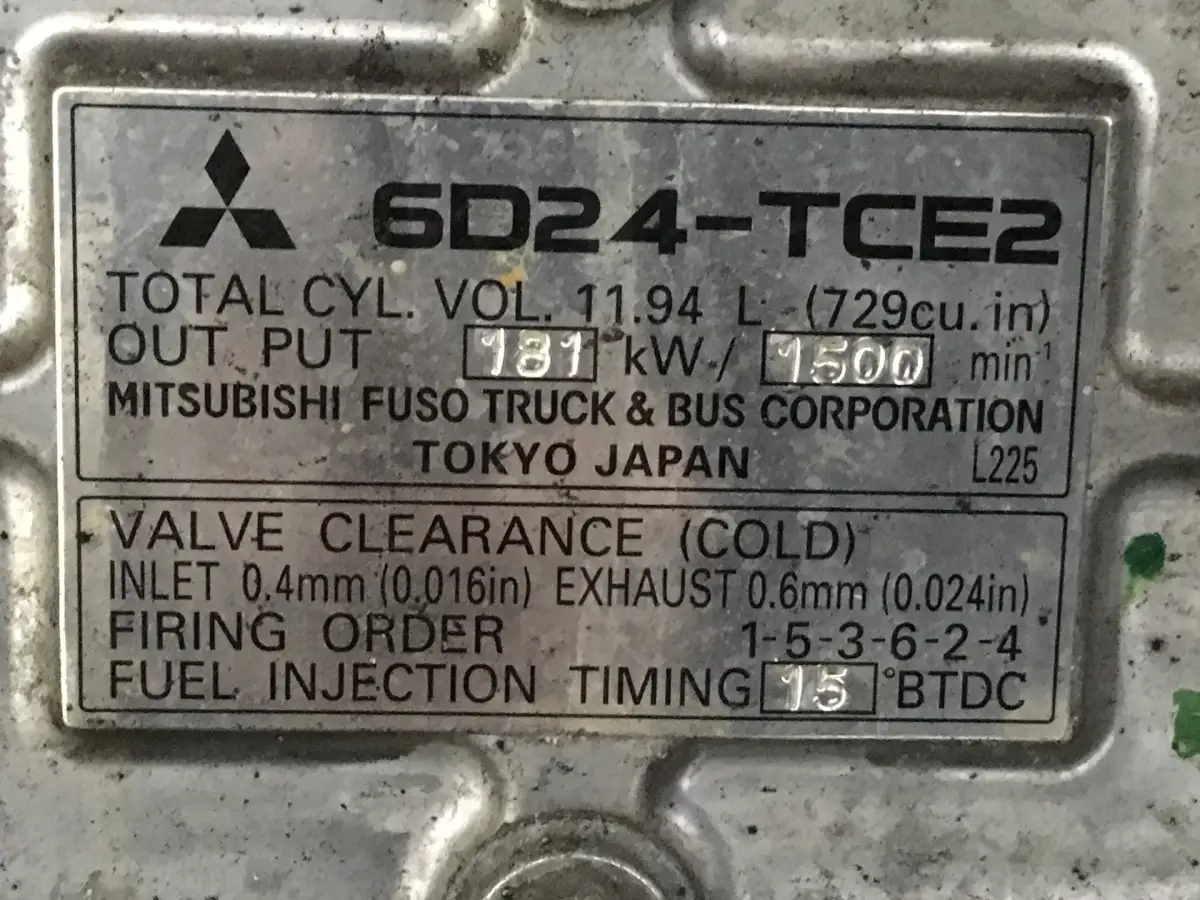 6D24-TCE2
TOTAL CYL. VOL. 11.94 L (729cu.in)
OUT PUT 181 kW/ 1500 min⁻¹
MITSUBISHI FUSO TRUCK & BUS CORPORATION
TOKYO JAPAN L225
VALVE CLEARANCE (COLD)
INLET 0.4mm (0.016in) EXHAUST 0.6mm (0.024in)
FIRING ORDER 1-5-3-6-2-4
FUEL INJECTION TIMING 15 °BTDC